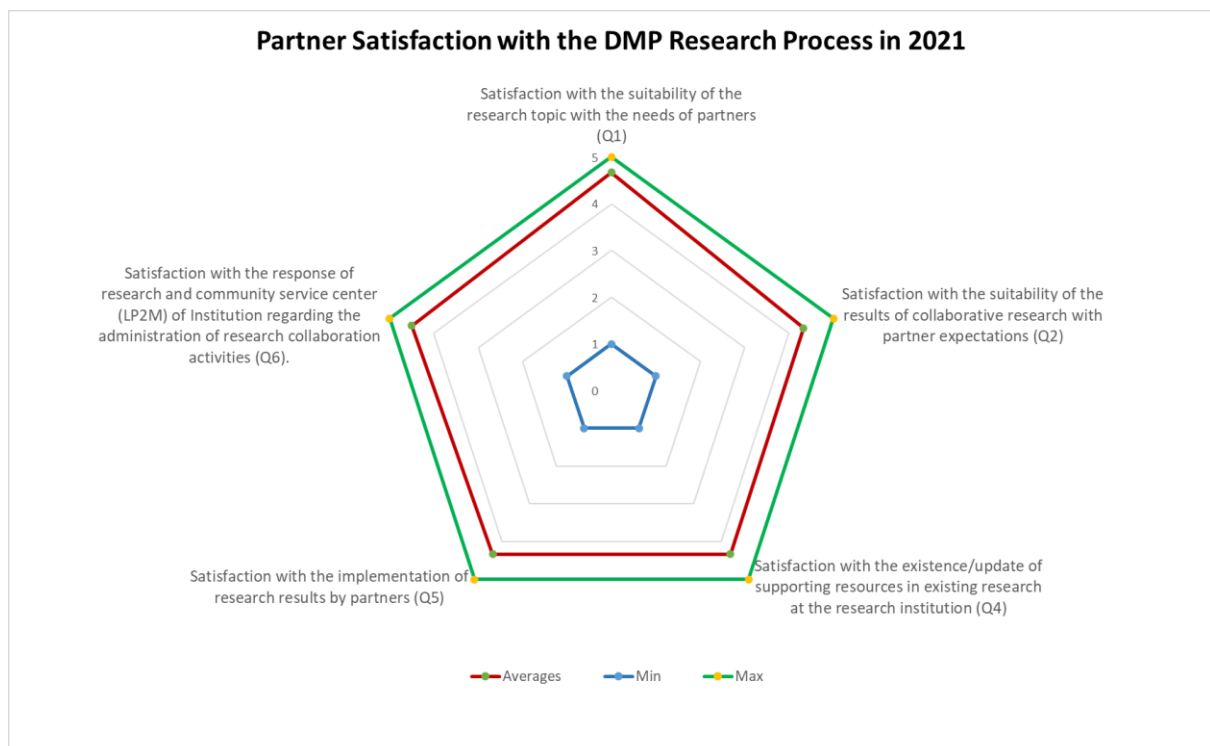 Partner Satisfaction with the DMP Research Process in 2021
Satisfaction with the suitability of the
research topic with the needs of partners
(Q1)
5
4
3
2
1
0
Satisfaction with the suitability of the
results of collaborative research with
partner expectations (Q2)
Satisfaction with the existence/update of
supporting resources in existing research
at the research institution (Q4)
Satisfaction with the implementation of
research results by partners (Q5)
Satisfaction with the response of
research and community service center
(LP2M) of Institution regarding the
administration of research collaboration
activities (Q6).
Averages
Min
Max